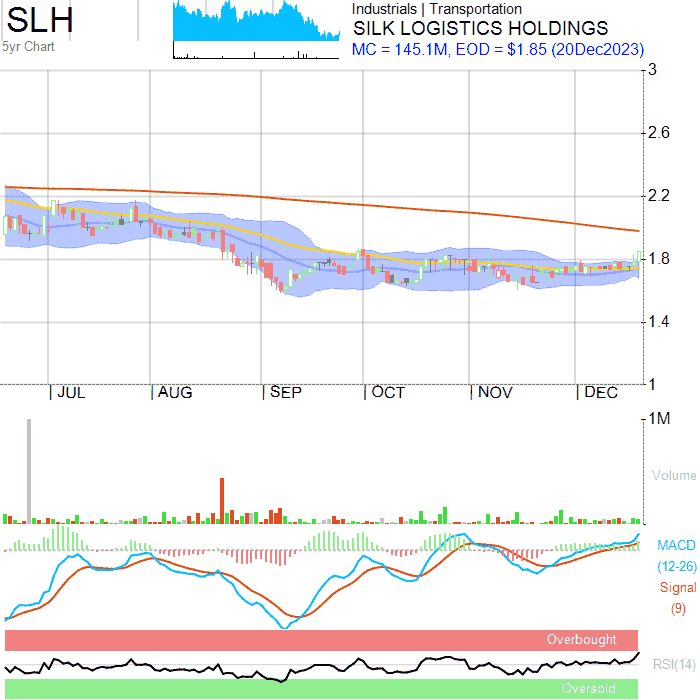 SLH
5yr Chart
Industrials | Transportation
SILK LOGISTICS HOLDINGS
MC = 145.1M, EOD = $1.85 (20Dec2023)
3
2.6
2.2
1.8
1.4
1
JUL AUG SEP OCT NOV DEC
1M
Volume
MACD
(12-26)
Signal
(9)
Overbought
RSI(14)
Oversold